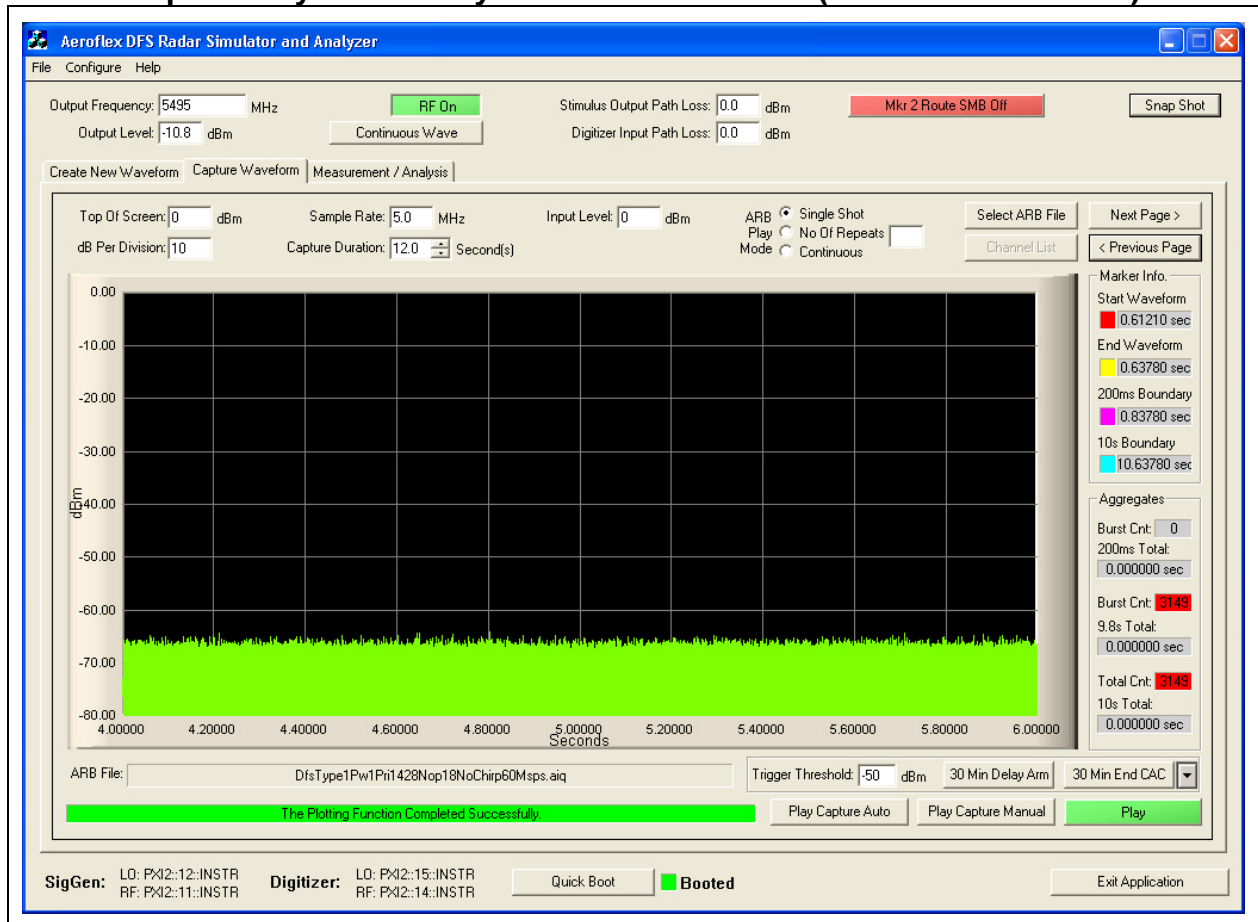 Aeroflex DFS Radar Simulator and Analyzer
File Configure Help
Output Frequency: 5495 MHz
RF On
Stimulus Output Path Loss: 0.0 dBm
Mkr 2 Route SMB Off
Snap Shot
Output Level: -10.8 dBm
Continuous Wave
Digitizer Input Path Loss: 0.0 dBm
Create New Waveform Capture Waveform Measurement / Analysis
Top Of Screen: 0 dBm
Sample Rate: 5.0 MHz
Input Level: 0 dBm
ARB Play Mode
Single Shot
No Of Repeats
Continuous
Select ARB File
Next Page >
dB Per Division: 10
Capture Duration: 12.0 Second(s)
Channel List
< Previous Page
0.00
-10.00
-20.00
-30.00
-40.00
-50.00
-60.00
-70.00
-80.00
dBm
4.00000 4.20000 4.40000 4.60000 4.80000 5.00000 5.20000 5.40000 5.60000 5.80000 6.00000
Seconds
Marker Info.
Start Waveform
0.61210 sec
End Waveform
0.63780 sec
200ms Boundary
0.83780 sec
10s Boundary
10.63780 sec
Aggregates
Burst Cnt: 0
200ms Total:
0.000000 sec
Burst Cnt: 3149
9.8s Total:
0.000000 sec
Total Cnt: 3149
10s Total:
0.000000 sec
ARB File: DfsType1Pw1Pri1428Nop18NoChirp60Msps.aiq
Trigger Threshold: -50 dBm
30 Min Delay Arm
30 Min End CAC
The Plotting Function Completed Successfully.
Play Capture Auto
Play Capture Manual
Play
SigGen: LO: PXI2::12::INSTR
RF: PXI2::11::INSTR
Digitizer: LO: PXI2::15::INSTR
RF: PXI2::14::INSTR
Quick Boot
Booted
Exit Application